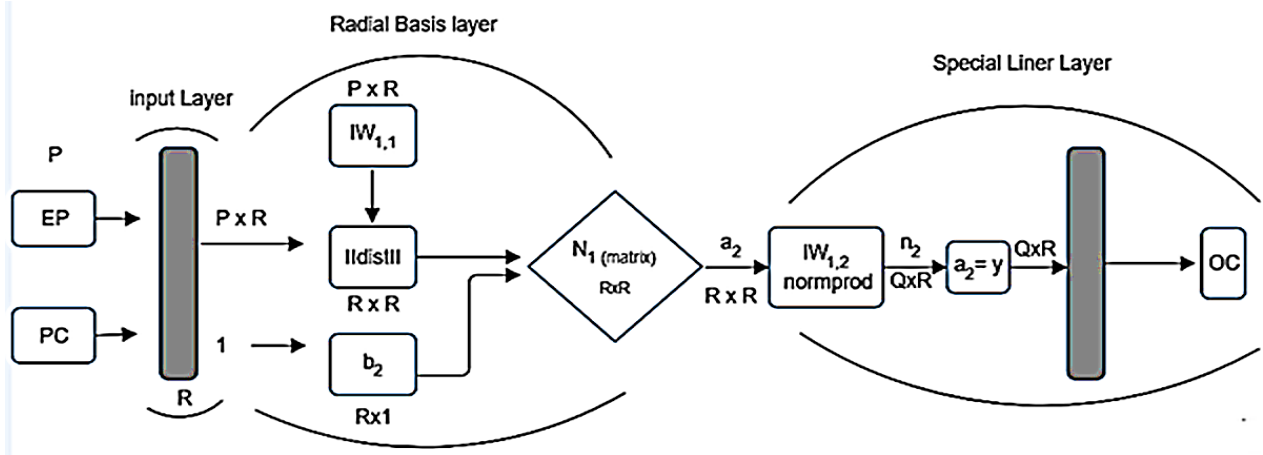 Radial Basis layer
Special Liner Layer
input Layer
P x R
IW1,1
P
EP
P x R
IIdistII
R x R
N1 (matrix)
RxR
a2
R x R
IW1,2
normprod
n2
QxR
a2= y
QxR
OC
PC
1
b2
R
Rx1